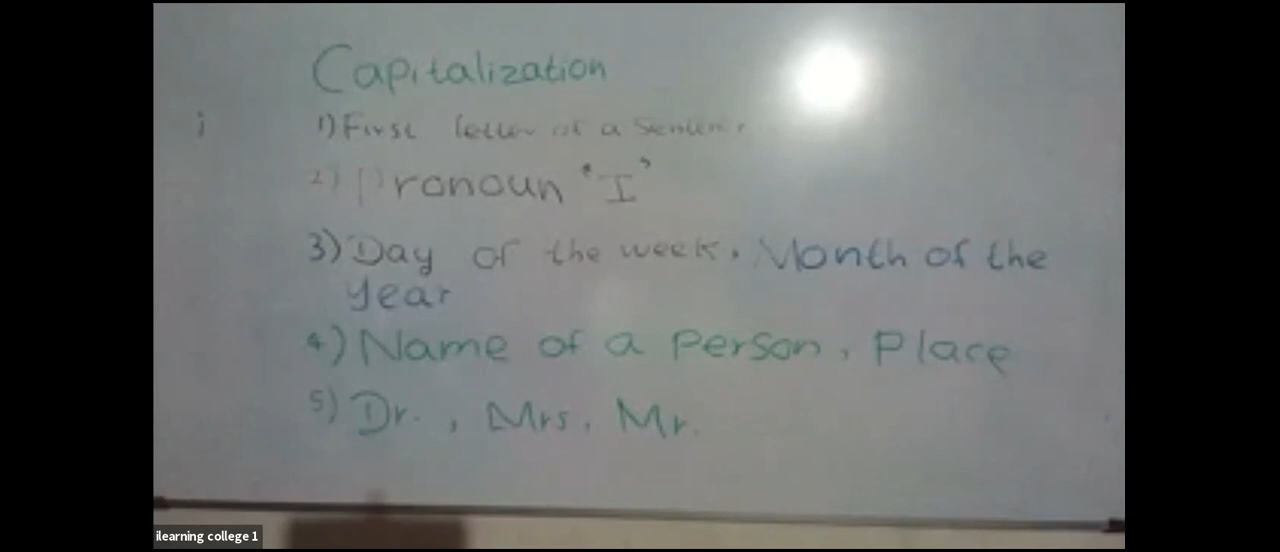 Capitalization
i
1) First letter of a Sentence
2) Pronoun "I"
3) Day of the week, Month of the
year
4) Name of a Person, Place
5) Dr. , Mrs, Mr.
ilearning college 1